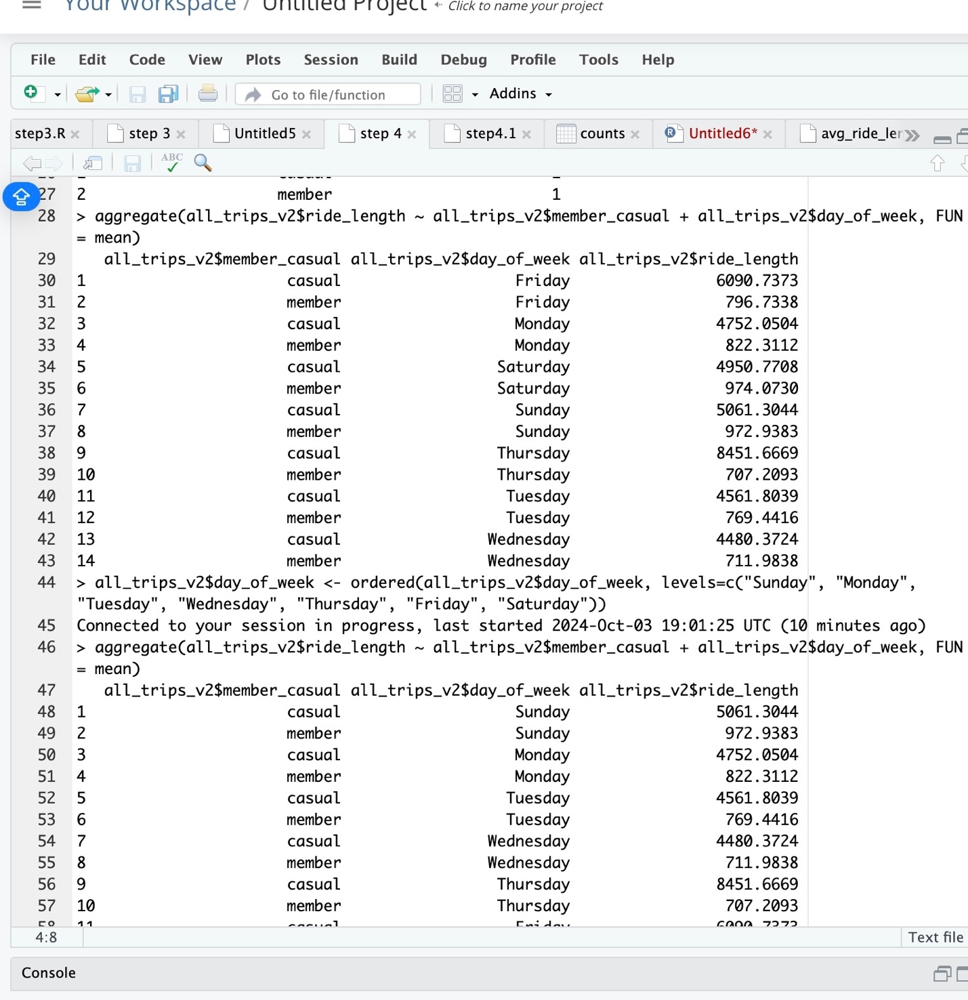 Your Workspace / Untitled Project Click to name your project
File Edit Code View Plots Session Build Debug Profile Tools Help
Go to file/function Addins
step3.R step 3 Untitled5 step 4 step4.1 counts Untitled6* avg_ride_ler
ABC
27 2 member 1
28 > aggregate(all_trips_v2$ride_length ~ all_trips_v2$member_casual + all_trips_v2$day_of_week, FUN
= mean)
29 all_trips_v2$member_casual all_trips_v2$day_of_week all_trips_v2$ride_length
30 1 casual Friday 6090.7373
31 2 member Friday 796.7338
32 3 casual Monday 4752.0504
33 4 member Monday 822.3112
34 5 casual Saturday 4950.7708
35 6 member Saturday 974.0730
36 7 casual Sunday 5061.3044
37 8 member Sunday 972.9383
38 9 casual Thursday 8451.6669
39 10 member Thursday 707.2093
40 11 casual Tuesday 4561.8039
41 12 member Tuesday 769.4416
42 13 casual Wednesday 4480.3724
43 14 member Wednesday 711.9838
44 > all_trips_v2$day_of_week <- ordered(all_trips_v2$day_of_week, levels=c("Sunday", "Monday",
"Tuesday", "Wednesday", "Thursday", "Friday", "Saturday"))
45 Connected to your session in progress, last started 2024-Oct-03 19:01:25 UTC (10 minutes ago)
46 > aggregate(all_trips_v2$ride_length ~ all_trips_v2$member_casual + all_trips_v2$day_of_week, FUN
= mean)
47 all_trips_v2$member_casual all_trips_v2$day_of_week all_trips_v2$ride_length
48 1 casual Sunday 5061.3044
49 2 member Sunday 972.9383
50 3 casual Monday 4752.0504
51 4 member Monday 822.3112
52 5 casual Tuesday 4561.8039
53 6 member Tuesday 769.4416
54 7 casual Wednesday 4480.3724
55 8 member Wednesday 711.9838
56 9 casual Thursday 8451.6669
57 10 member Thursday 707.2093
58 11 casual Friday 6090.7373
4:8 Text file
Console